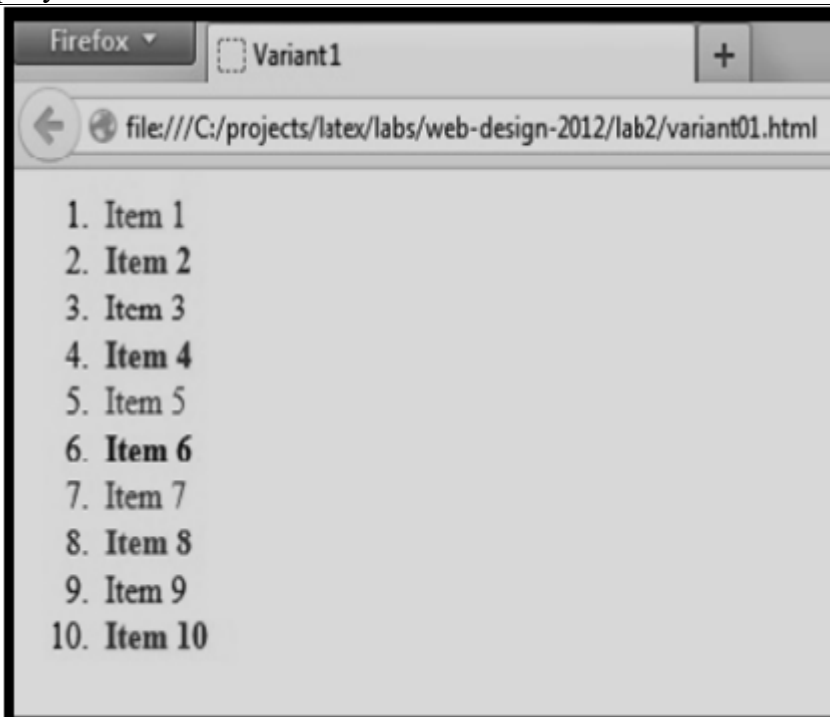 Firefox
Variant1
+
file:///C:/projects/latex/labs/web-design-2012/lab2/variant01.html
1. Item 1
2. Item 2
3. Item 3
4. Item 4
5. Item 5
6. Item 6
7. Item 7
8. Item 8
9. Item 9
10. Item 10